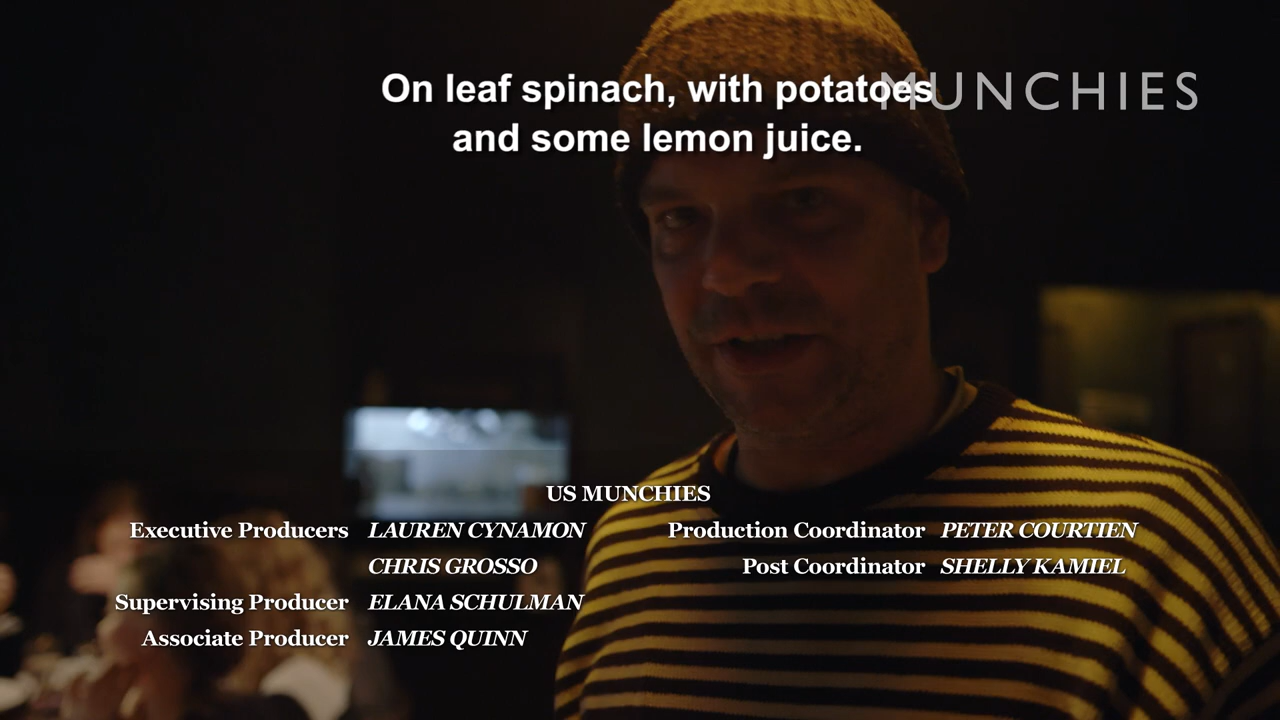 On leaf spinach, with potatoes
and some lemon juice.
MUNCHIES
US MUNCHIES
Executive Producers LAUREN CYNAMON
CHRIS GROSSO
Supervising Producer ELANA SCHULMAN
Associate Producer JAMES QUINN
Production Coordinator PETER COURTIEN
Post Coordinator SHELLY KAMIEL